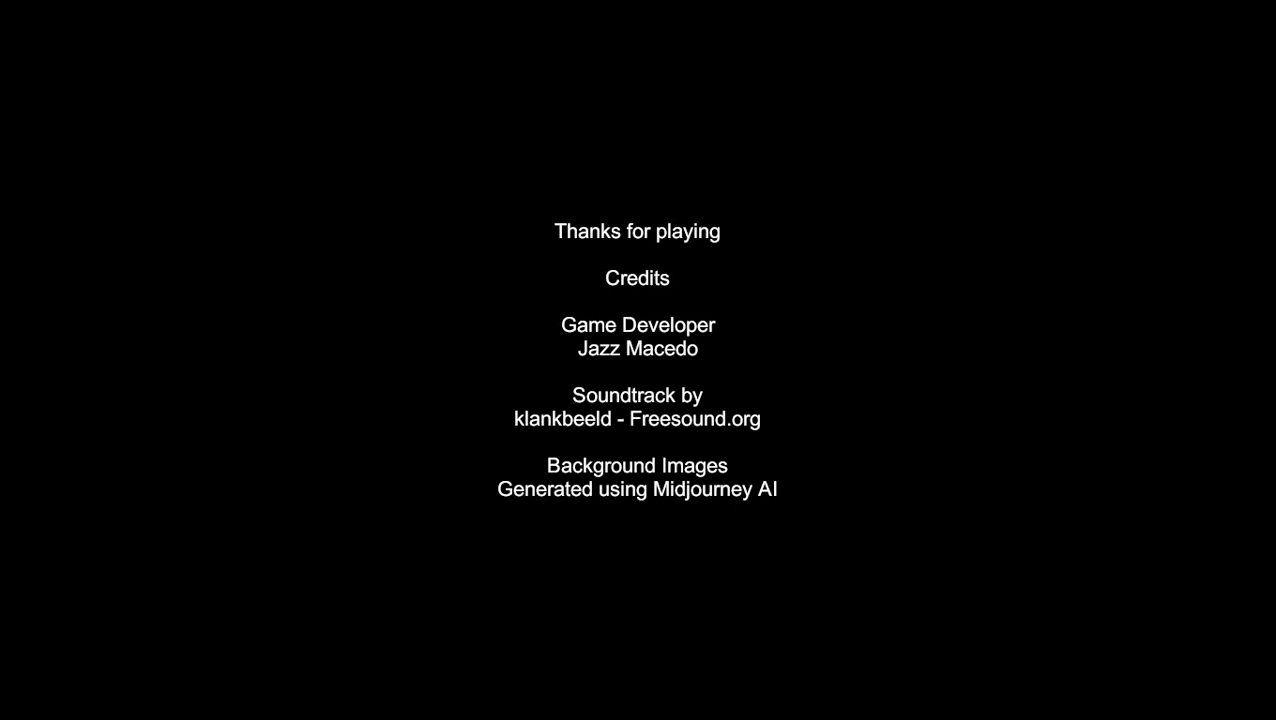 Thanks for playing
Credits
Game Developer
Jazz Macedo
Soundtrack by
klankbeeld - Freesound.org
Background Images
Generated using Midjourney AI